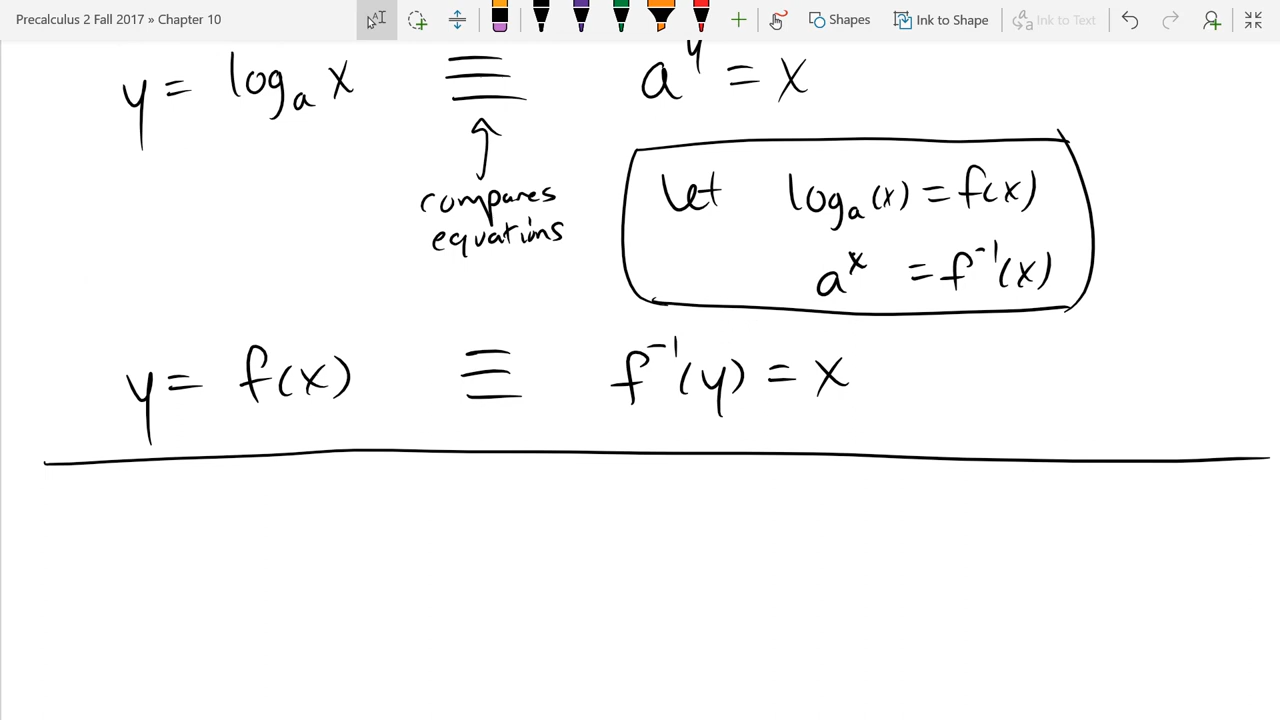 Precalculus 2 Fall 2017 » Chapter 10
Shapes
Ink to Shape
Ink to Text
y = logₐ x ≡ aʸ = x
compares
equations
let logₐ(x) = f(x)
aˣ = f⁻¹(x)
y = f(x) ≡ f⁻¹(y) = x